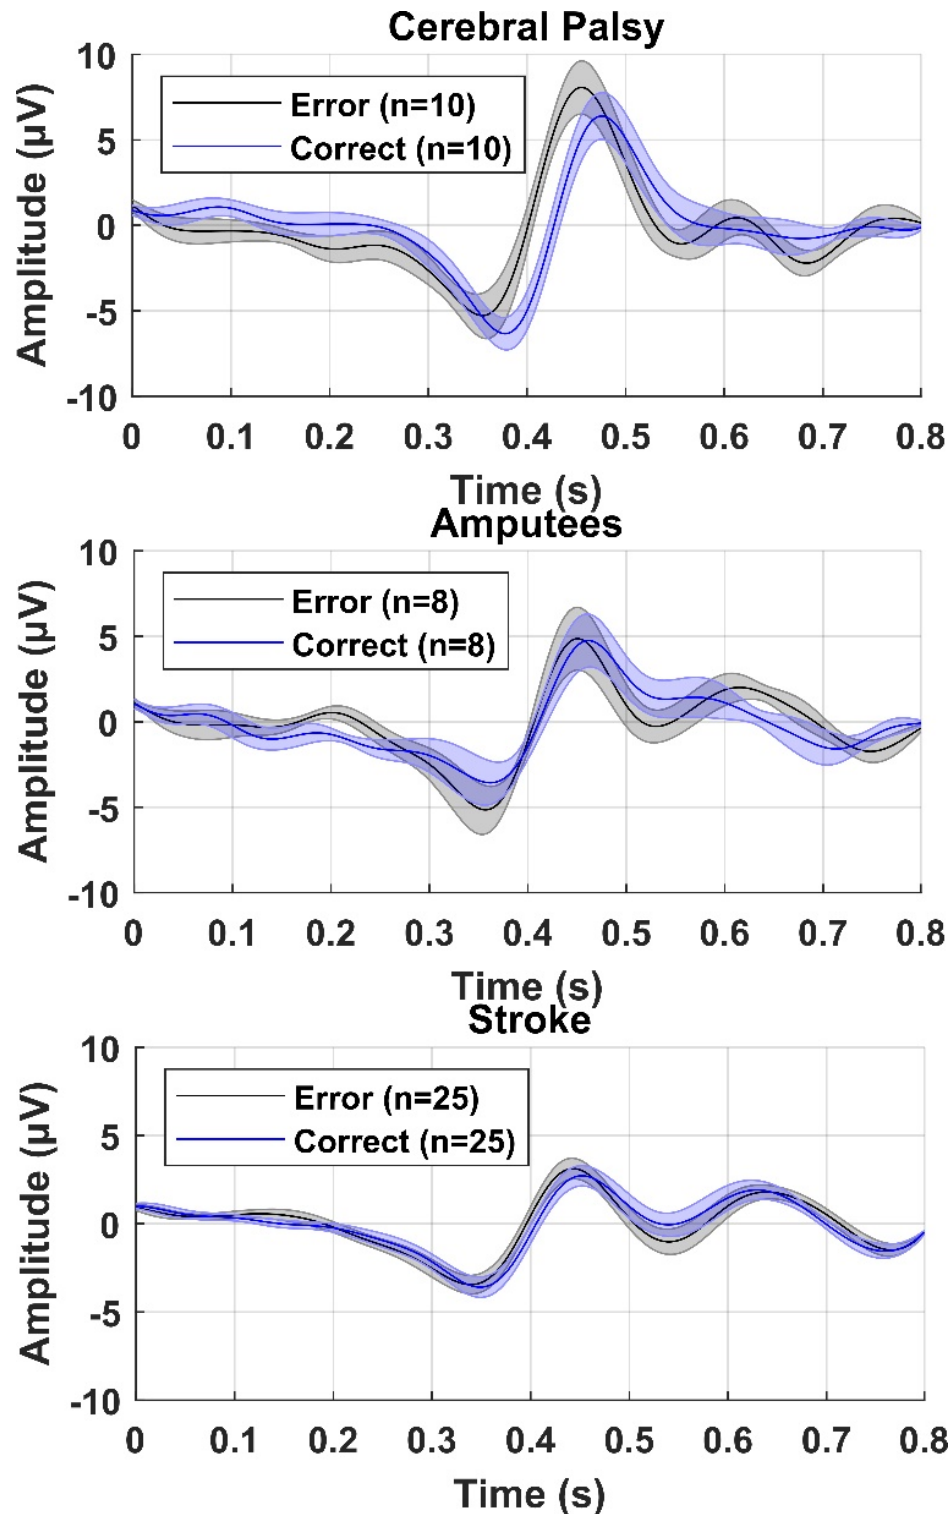 Cerebral Palsy
10
5
0
-5
-10
Amplitude (µV)
Error (n=10)
Correct (n=10)
0 0.1 0.2 0.3 0.4 0.5 0.6 0.7 0.8
Time (s)
Amputees
10
5
0
-5
-10
Amplitude (µV)
Error (n=8)
Correct (n=8)
0 0.1 0.2 0.3 0.4 0.5 0.6 0.7 0.8
Time (s)
Stroke
10
5
0
-5
-10
Amplitude (µV)
Error (n=25)
Correct (n=25)
0 0.1 0.2 0.3 0.4 0.5 0.6 0.7 0.8
Time (s)